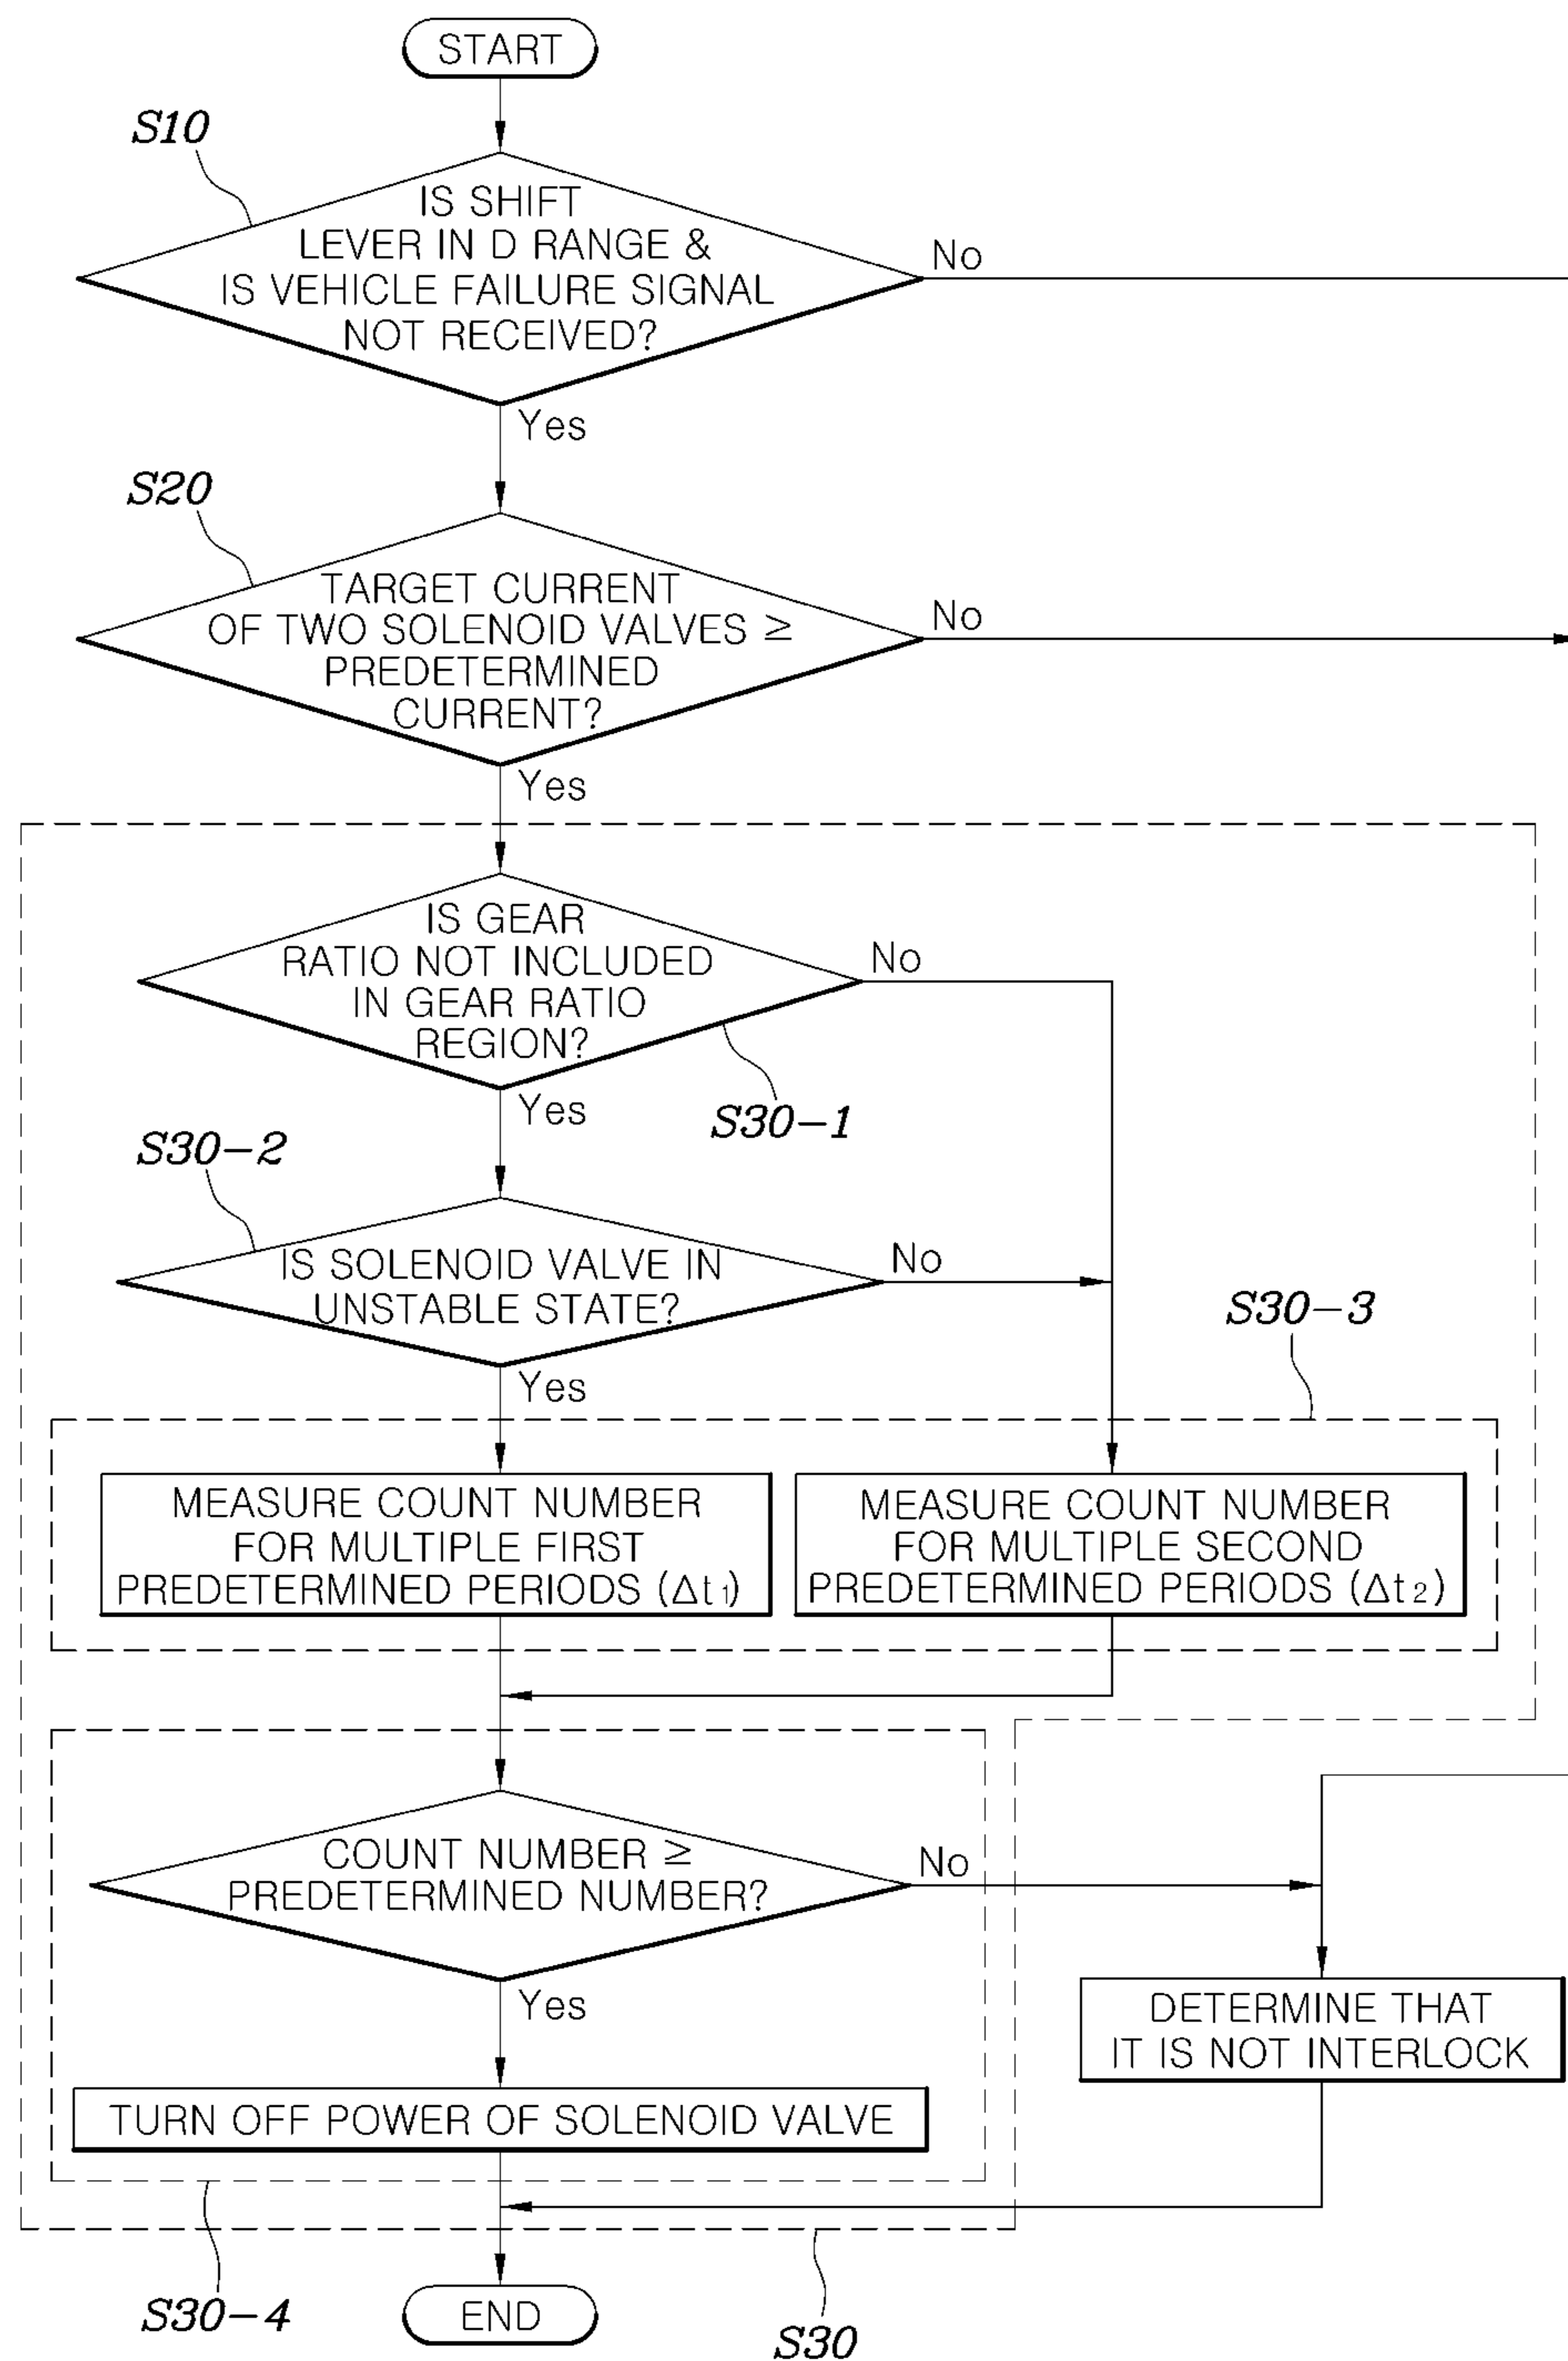 START
S10
IS SHIFT
LEVER IN D RANGE &
IS VEHICLE FAILURE SIGNAL
NOT RECEIVED?
No
Yes
S20
TARGET CURRENT
OF TWO SOLENOID VALVES ≥
PREDETERMINED
CURRENT?
No
Yes
IS GEAR
RATIO NOT INCLUDED
IN GEAR RATIO
REGION?
No
Yes
S30-1
S30-2
IS SOLENOID VALVE IN
UNSTABLE STATE?
No
Yes
S30-3
MEASURE COUNT NUMBER
FOR MULTIPLE FIRST
PREDETERMINED PERIODS (Δt1)
MEASURE COUNT NUMBER
FOR MULTIPLE SECOND
PREDETERMINED PERIODS (Δt2)
COUNT NUMBER ≥
PREDETERMINED NUMBER?
No
Yes
DETERMINE THAT
IT IS NOT INTERLOCK
TURN OFF POWER OF SOLENOID VALVE
S30-4
END
S30